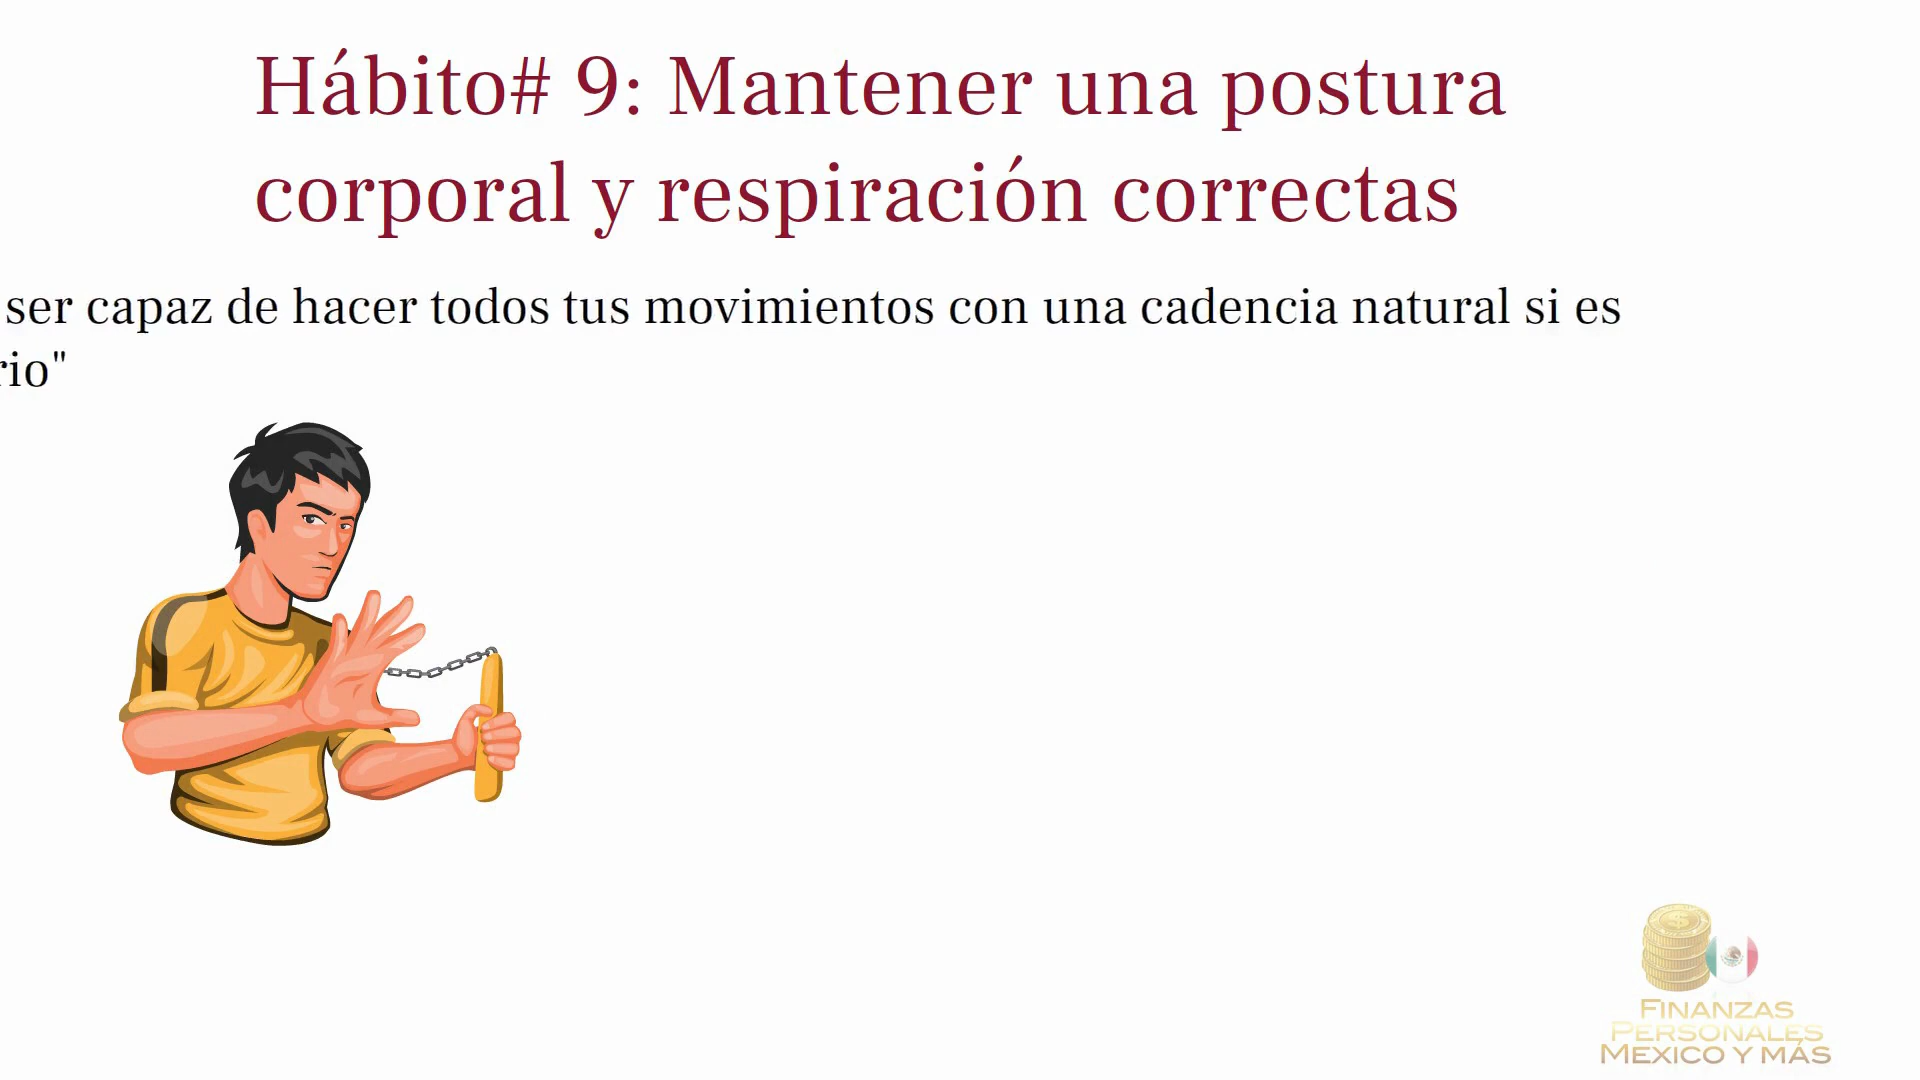 Hábito# 9: Mantener una postura
corporal y respiración correctas
ser capaz de hacer todos tus movimientos con una cadencia natural si es
rio"
FINANZAS
PERSONALES
MEXICO Y MÁS